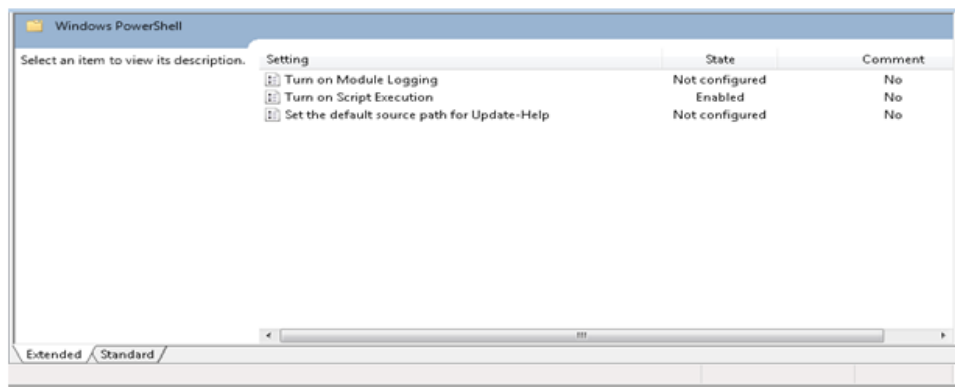 Windows PowerShell
Select an item to view its description.
Setting State Comment
Turn on Module Logging Not configured No
Turn on Script Execution Enabled No
Set the default source path for Update-Help Not configured No
Extended Standard